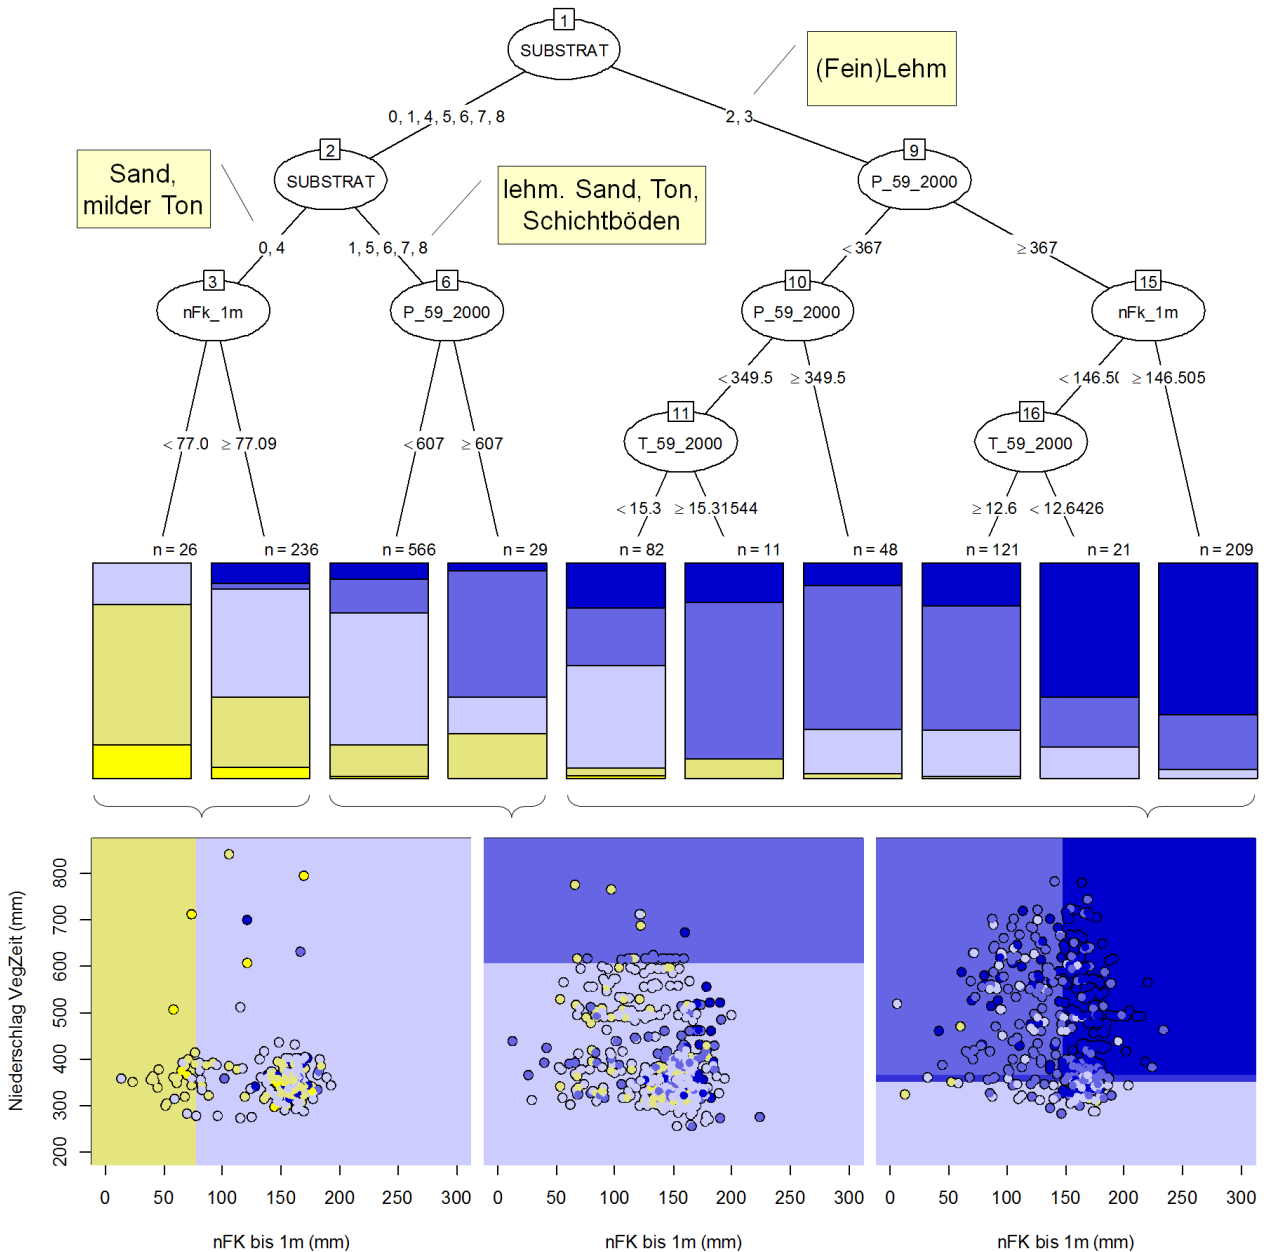 1
SUBSTRAT
(Fein)Lehm
0, 1, 4, 5, 6, 7, 8
2, 3
2
SUBSTRAT
9
P_59_2000
Sand,
milder Ton
lehm. Sand, Ton,
Schichtböden
0, 4
1, 5, 6, 7, 8
< 367
≥ 367
3
nFk_1m
6
P_59_2000
10
P_59_2000
15
nFk_1m
< 349.5
≥ 349.5
< 146.50
≥ 146.505
11
T_59_2000
16
T_59_2000
< 77.0
≥ 77.09
< 607
≥ 607
< 15.3
≥ 15.31544
≥ 12.6
< 12.6426
n = 26
n = 236
n = 566
n = 29
n = 82
n = 11
n = 48
n = 121
n = 21
n = 209
Niederschlag VegZeit (mm)
800
700
600
500
400
300
200
0 50 100 150 200 250 300
0 50 100 150 200 250 300
0 50 100 150 200 250 300
nFK bis 1m (mm)
nFK bis 1m (mm)
nFK bis 1m (mm)